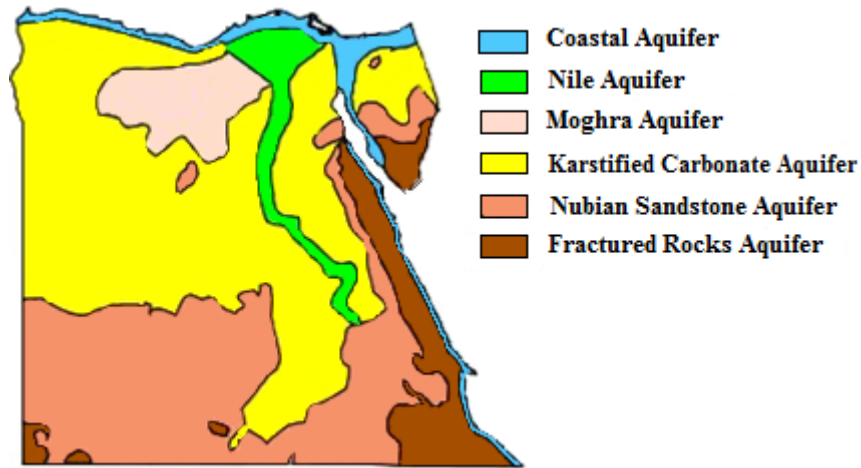 Coastal Aquifer
Nile Aquifer
Moghra Aquifer
Karstified Carbonate Aquifer
Nubian Sandstone Aquifer
Fractured Rocks Aquifer